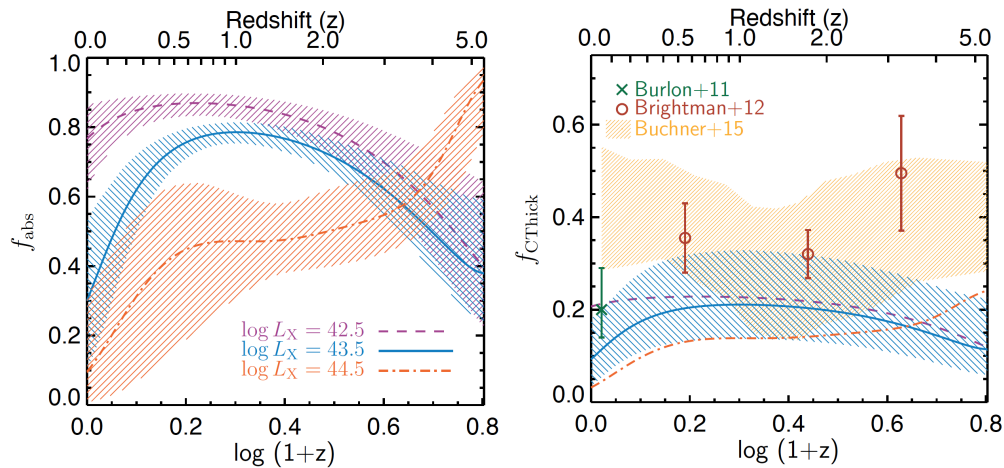 Redshift (z)
0.0 0.5 1.0 2.0 5.0
1.0
0.8
0.6
0.4
0.2
0.0
f_abs
log L_X = 42.5
log L_X = 43.5
log L_X = 44.5
0.0 0.2 0.4 0.6 0.8
log (1+z)
Redshift (z)
0.0 0.5 1.0 2.0 5.0
Burlon+11
Brightman+12
Buchner+15
0.6
0.4
0.2
0.0
f_CThick
0.0 0.2 0.4 0.6 0.8
log (1+z)